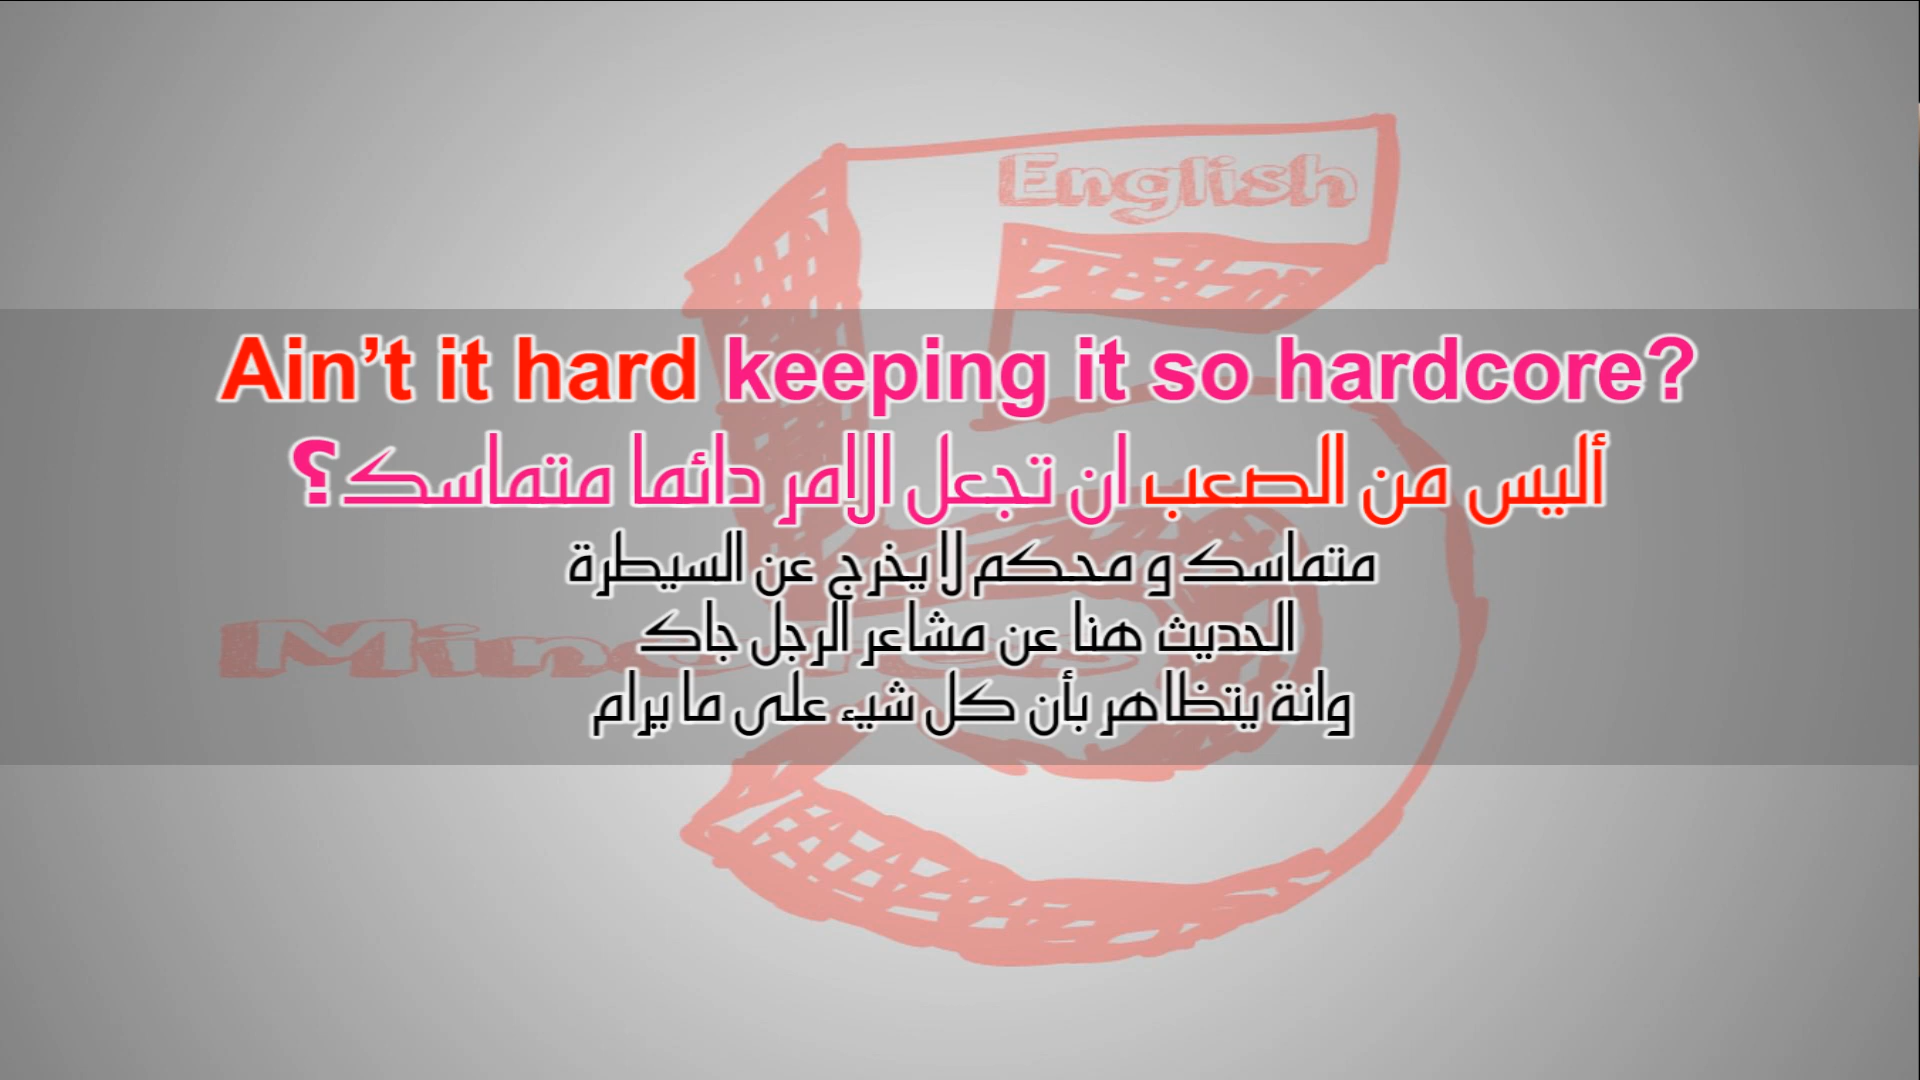 English
Ain’t it hard keeping it so hardcore?
أليس من الصعب ان تجعل الامر دائما متماسك؟
متماسك و محكم لا يخرج عن السيطرة
الحديث هنا عن مشاعر الرجل جاك
وانة يتظاهر بأن كل شيء على ما يرام
Minutes